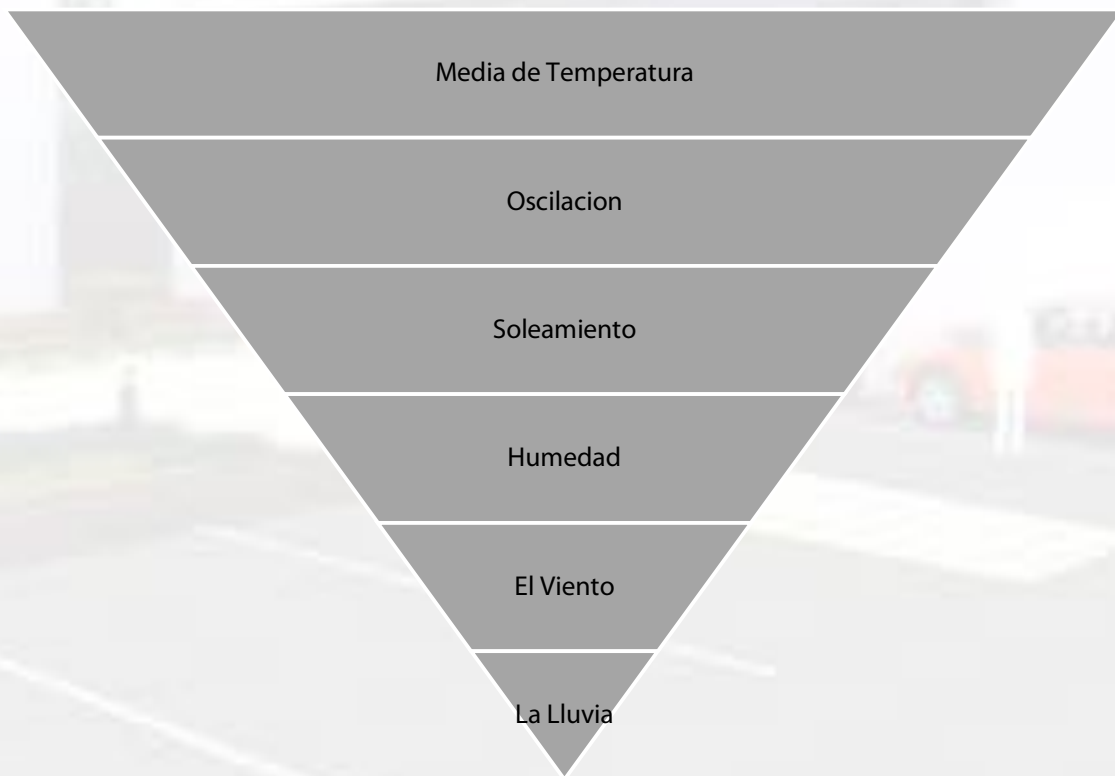 Media de Temperatura
Oscilacion
Soleamiento
Humedad
El Viento
La Lluvia